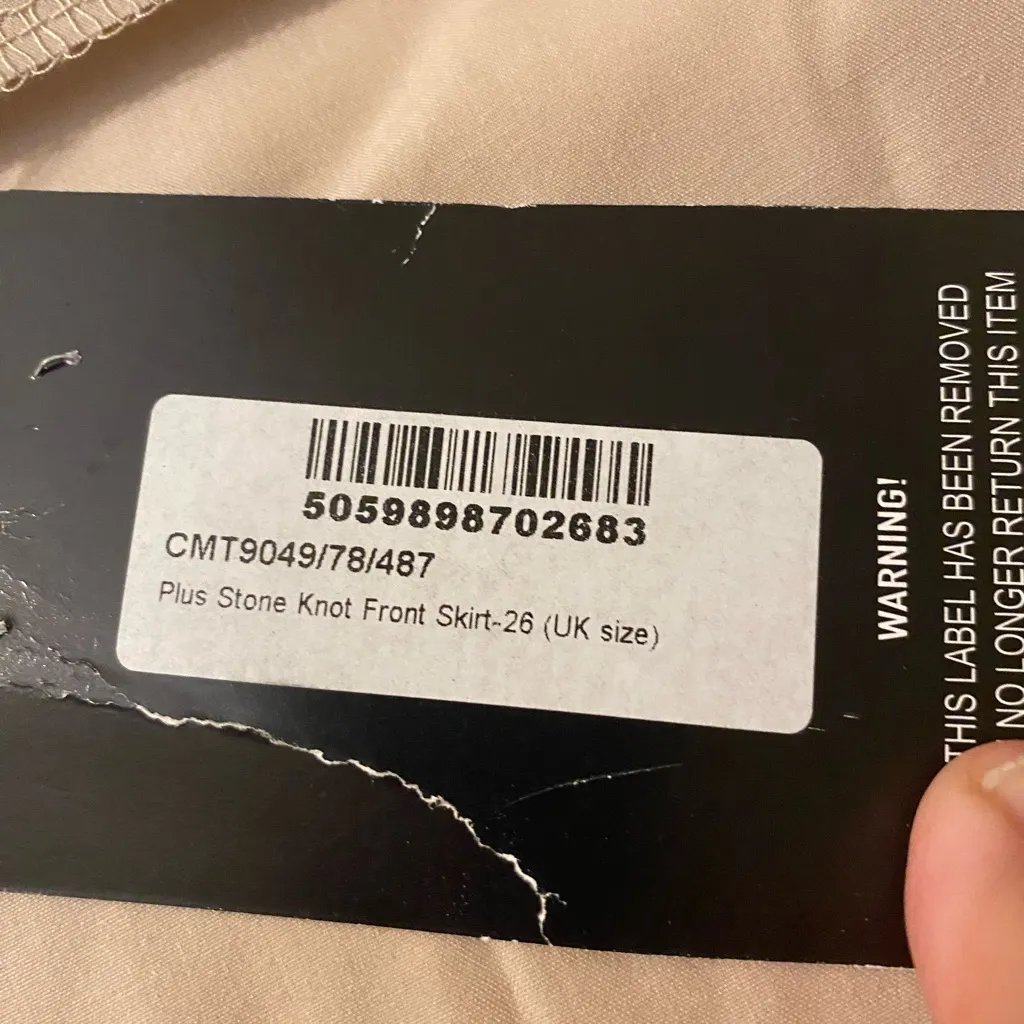 5059898702683
CMT9049/78/487
Plus Stone Knot Front Skirt-26 (UK size)
WARNING!
THIS LABEL HAS BEEN REMOVED
NO LONGER RETURN THIS ITEM